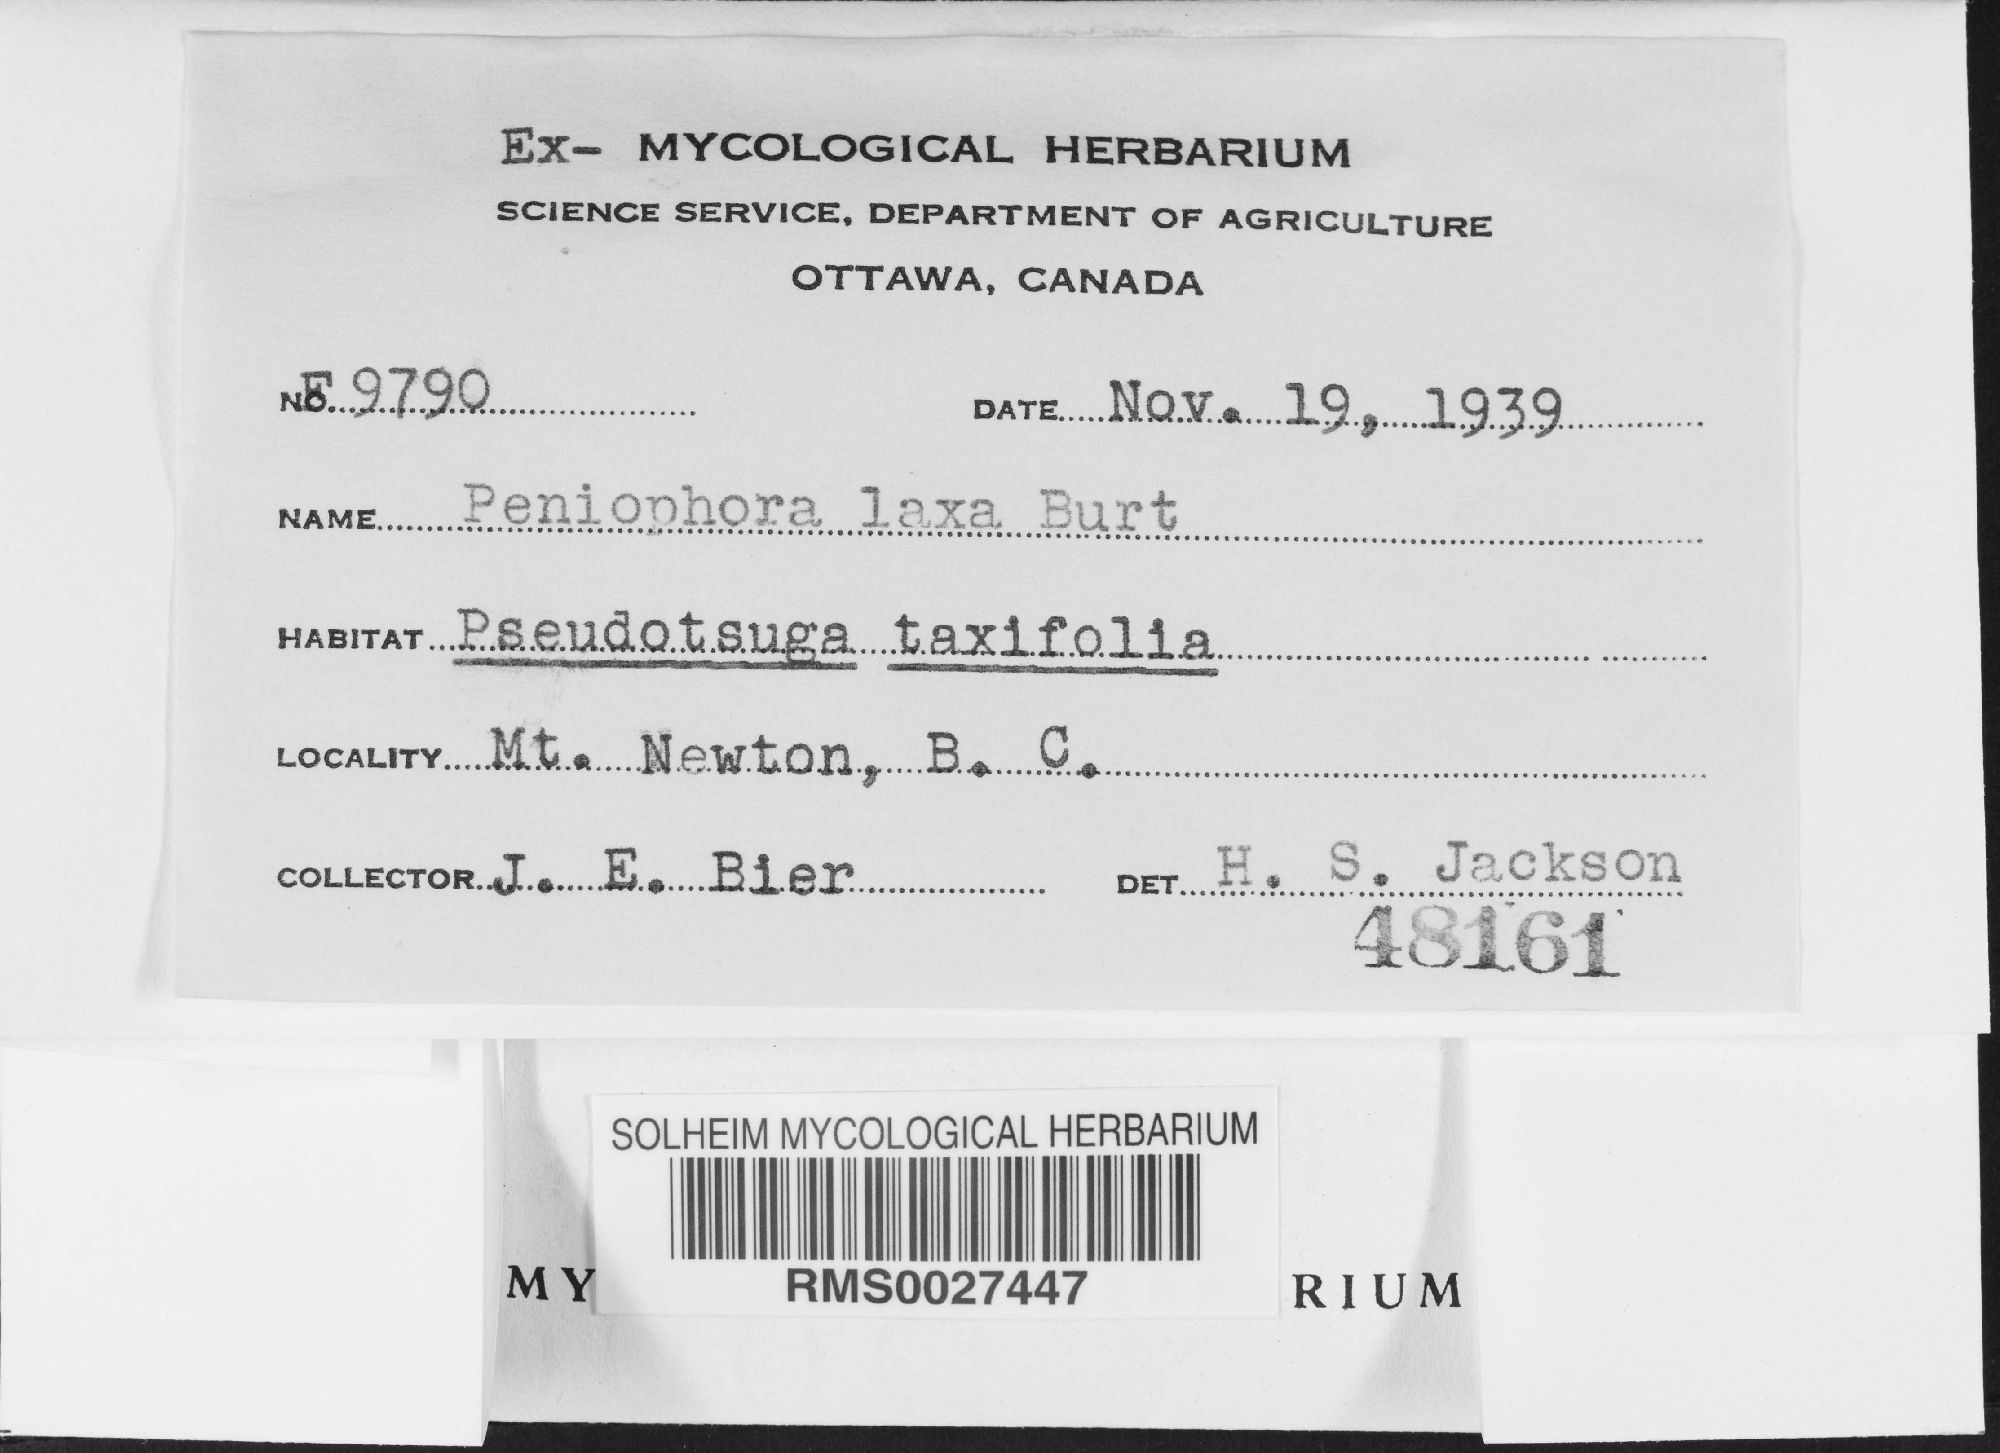 Ex- MYCOLOGICAL HERBARIUM
SCIENCE SERVICE, DEPARTMENT OF AGRICULTURE
OTTAWA, CANADA
NO. F 9790 DATE Nov. 19, 1939
NAME Peniophora laxa Burt
HABITAT Pseudotsuga taxifolia
LOCALITY Mt. Newton, B. C.
COLLECTOR J. E. Bier DET. H. S. Jackson
48161
SOLHEIM MYCOLOGICAL HERBARIUM
RMS0027447
MY RIUM